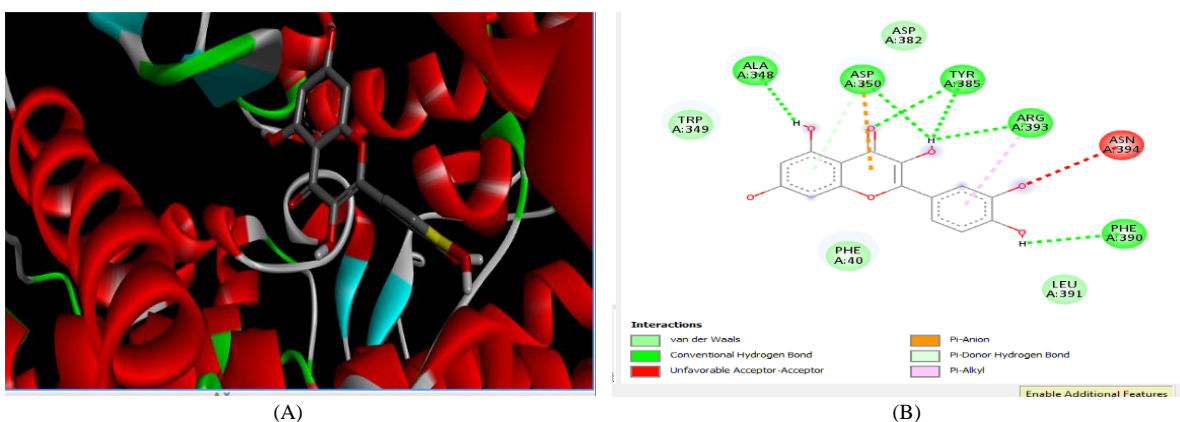 ASP
A:382
ALA
A:348
ASP
A:350
TYR
A:385
TRP
A:349
ARG
A:393
ASN
A:394
H
H
O
O
O
O
O
O
O
H
PHE
A:390
PHE
A:40
LEU
A:391
Interactions
van der Waals
Conventional Hydrogen Bond
Unfavorable Acceptor-Acceptor
Pi-Anion
Pi-Donor Hydrogen Bond
Pi-Alkyl
Enable Additional Features
(A)
(B)